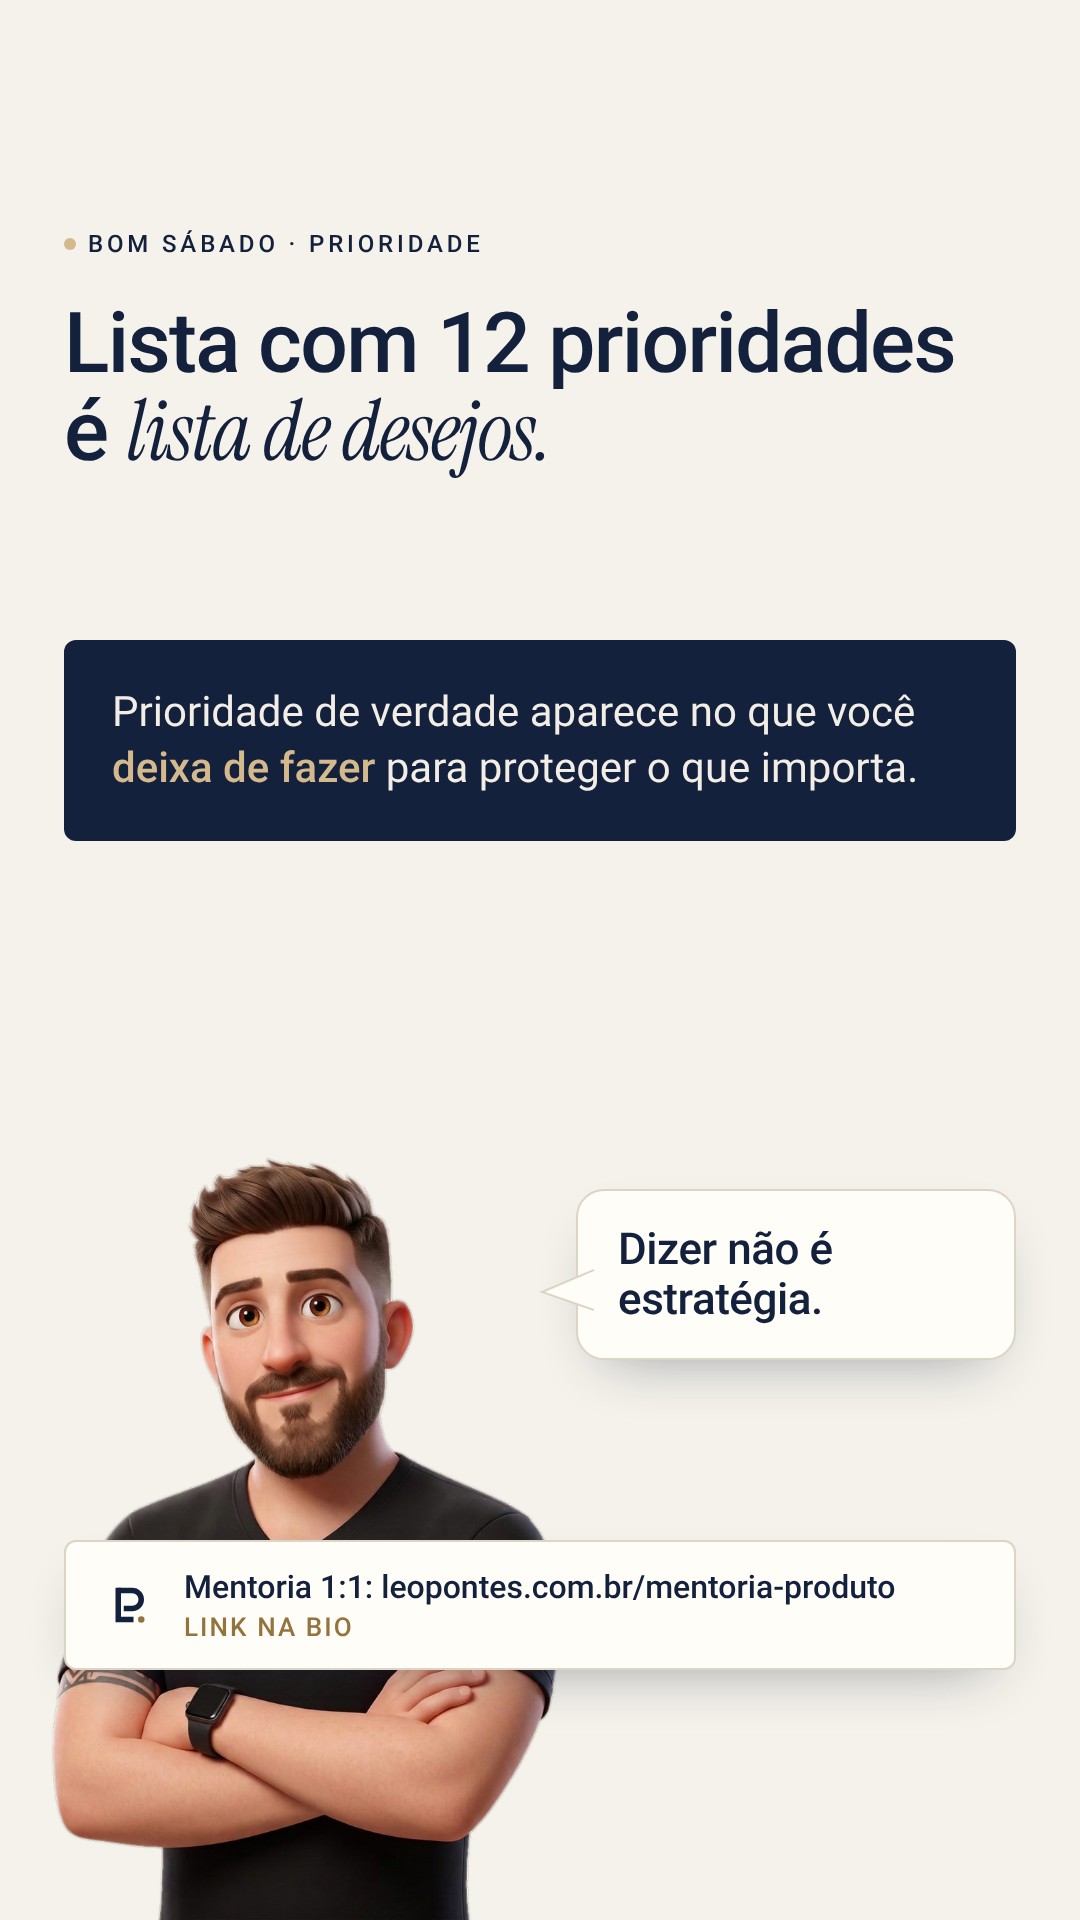 BOM SÁBADO · PRIORIDADE
Lista com 12 prioridades
é lista de desejos.
Prioridade de verdade aparece no que você
deixa de fazer para proteger o que importa.
Dizer não é
estratégia.
Mentoria 1:1: leopontes.com.br/mentoria-produto
LINK NA BIO